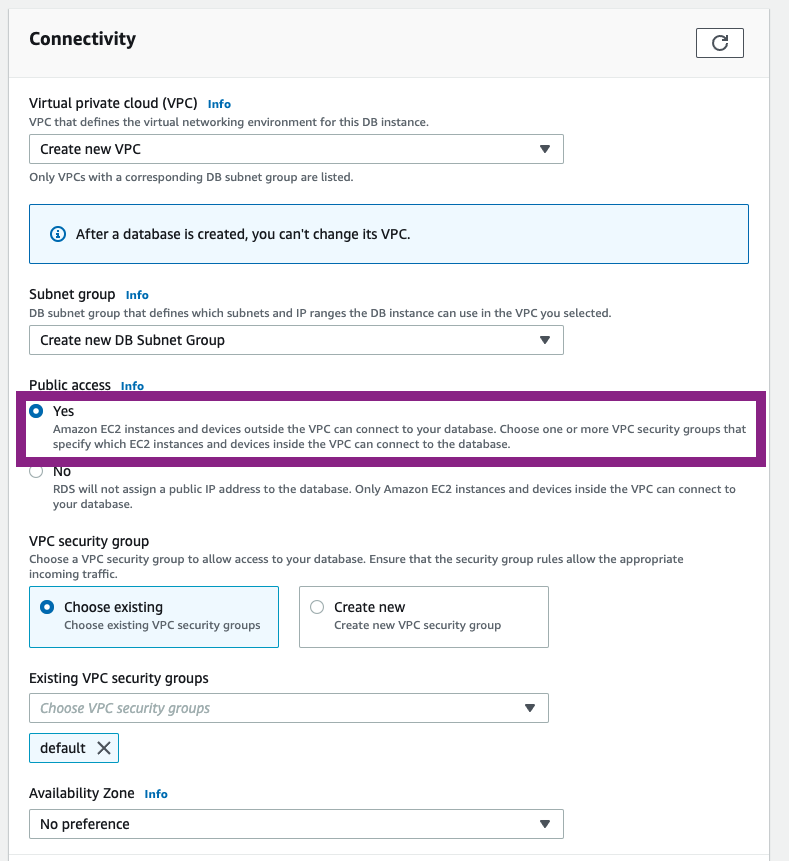 Connectivity
Virtual private cloud (VPC) Info
VPC that defines the virtual networking environment for this DB instance.
Create new VPC
Only VPCs with a corresponding DB subnet group are listed.
After a database is created, you can't change its VPC.
Subnet group Info
DB subnet group that defines which subnets and IP ranges the DB instance can use in the VPC you selected.
Create new DB Subnet Group
Public access Info
Yes
Amazon EC2 instances and devices outside the VPC can connect to your database. Choose one or more VPC security groups that
specify which EC2 instances and devices inside the VPC can connect to the database.
No
RDS will not assign a public IP address to the database. Only Amazon EC2 instances and devices inside the VPC can connect to
your database.
VPC security group
Choose a VPC security group to allow access to your database. Ensure that the security group rules allow the appropriate
incoming traffic.
Choose existing
Choose existing VPC security groups
Create new
Create new VPC security group
Existing VPC security groups
Choose VPC security groups
default
Availability Zone Info
No preference